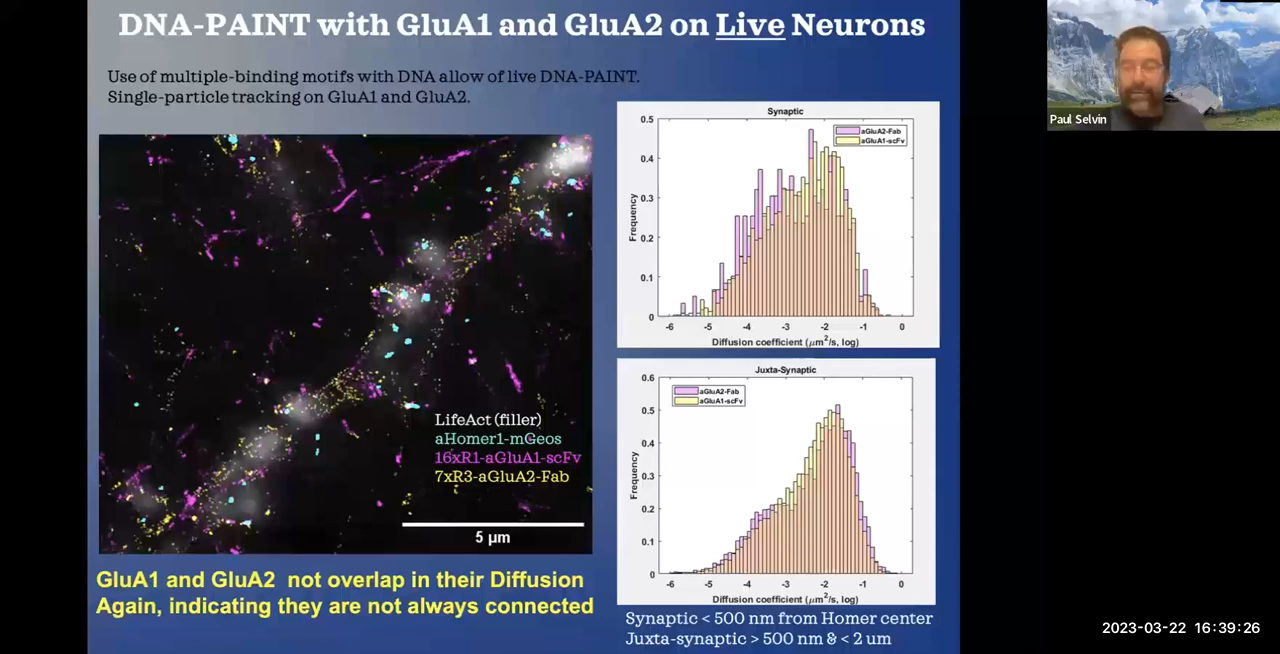 DNA-PAINT with GluA1 and GluA2 on Live Neurons
Use of multiple-binding motifs with DNA allow of live DNA-PAINT.
Single-particle tracking on GluA1 and GluA2.
LifeAct (filler)
aHomer1-mGeos
16xR1-aGluA1-scFv
7xR3-aGluA2-Fab
5 µm
GluA1 and GluA2 not overlap in their Diffusion
Again, indicating they are not always connected
Synaptic
aGluA2-Fab
aGluA1-scFv
Frequency
0.5
0.4
0.3
0.2
0.1
0
-6 -5 -4 -3 -2 -1 0
Diffusion coefficient (µm²/s, log)
Juxta-Synaptic
aGluA2-Fab
aGluA1-scFv
Frequency
0.6
0.5
0.4
0.3
0.2
0.1
0
-6 -5 -4 -3 -2 -1 0
Diffusion coefficient (µm²/s, log)
Synaptic < 500 nm from Homer center
Juxta-synaptic > 500 nm & < 2 um
Paul Selvin
2023-03-22 16:39:26